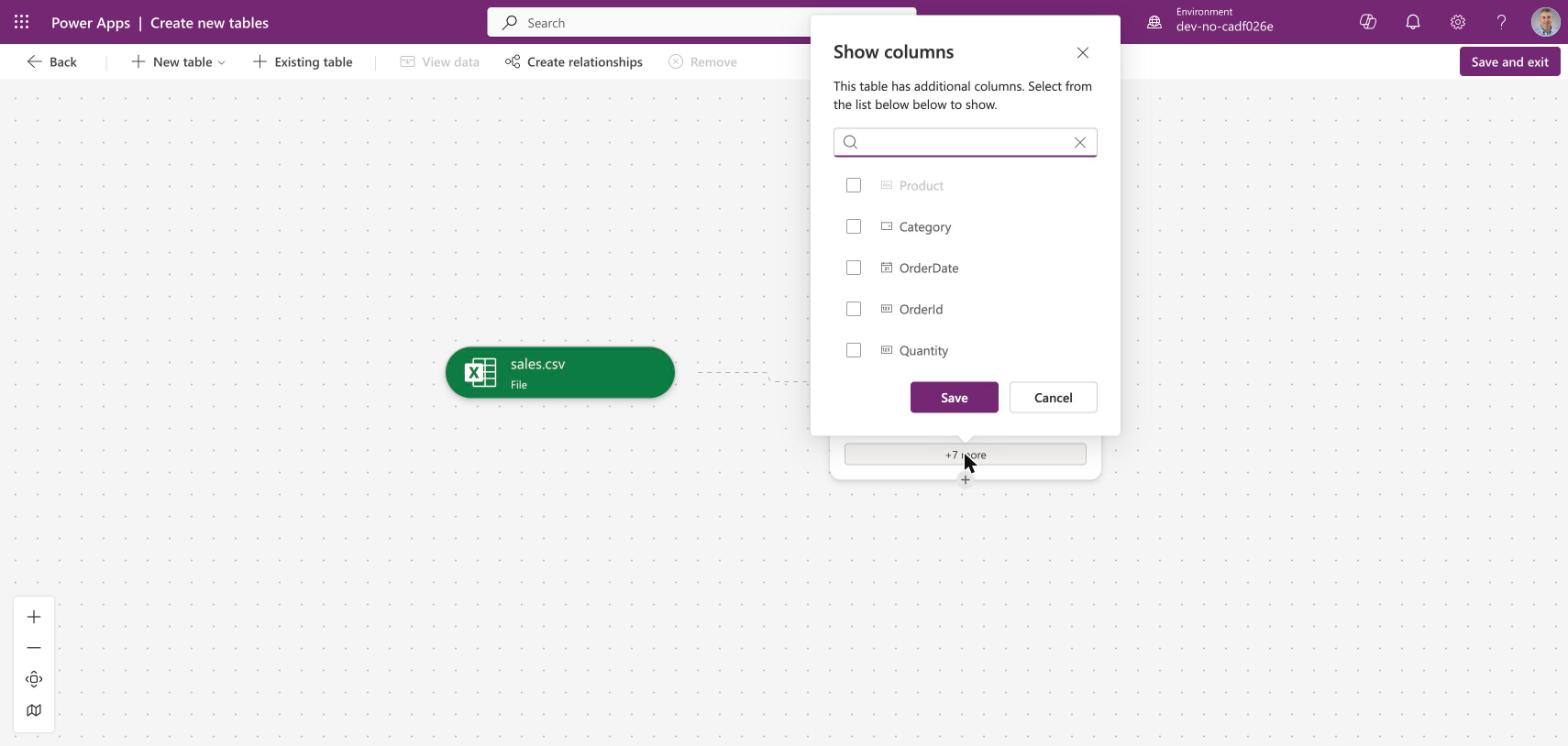 Power Apps | Create new tables
Search
Environment
dev-no-cadf026e
Back
New table
Existing table
View data
Create relationships
Remove
Save and exit
Show columns
This table has additional columns. Select from
the list below below to show.
Product
Category
OrderDate
OrderId
Quantity
Save
Cancel
sales.csv
File
+7 more